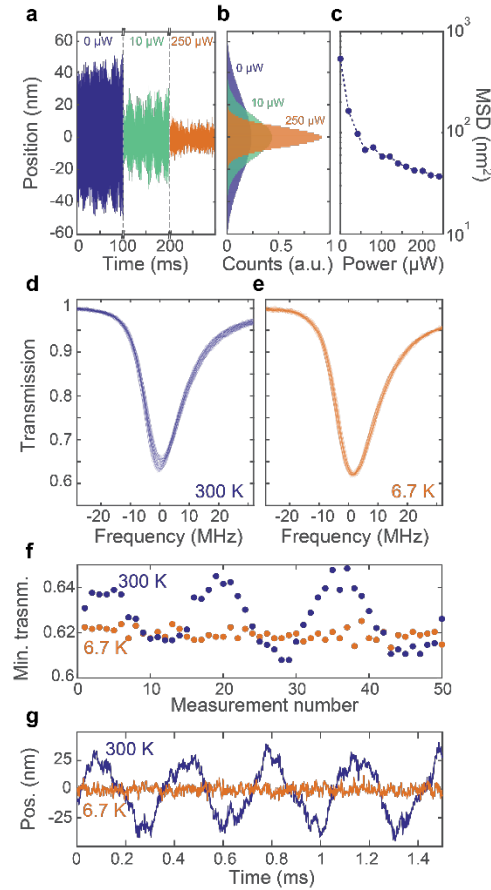 a
b
c
60
40
20
0
-20
-40
-60
Position (nm)
0 µW
10 µW
250 µW
0
100
200
300
Time (ms)
0 µW
10 µW
250 µW
0
0.5
1
Counts (a.u.)
0
100
200
Power (µW)
10³
10²
10¹
MSD (nm²)
d
e
1
0.9
0.8
0.7
0.6
Transmission
300 K
6.7 K
-20
-10
0
10
20
Frequency (MHz)
-20
-10
0
10
20
Frequency (MHz)
f
0.64
0.62
0.6
Min. trasnm.
300 K
6.7 K
0
10
20
30
40
50
Measurement number
g
25
0
-25
Pos. (nm)
300 K
6.7 K
0
0.2
0.4
0.6
0.8
1
1.2
1.4
Time (ms)